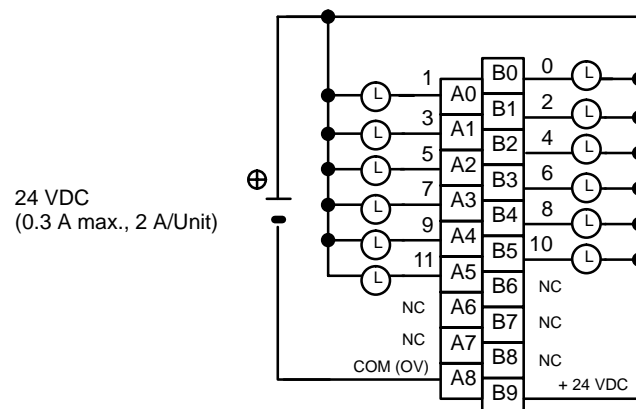 B0 0 L
1 L A0
B1 2 L
3 L A1
B2 4 L
5 L A2
B3 6 L
7 L A3
24 VDC
(0.3 A max., 2 A/Unit)
B4 8 L
9 L A4
B5 10 L
11 L A5
B6 NC
NC A6
B7 NC
NC A7
B8 NC
COM (OV) A8
B9 + 24 VDC